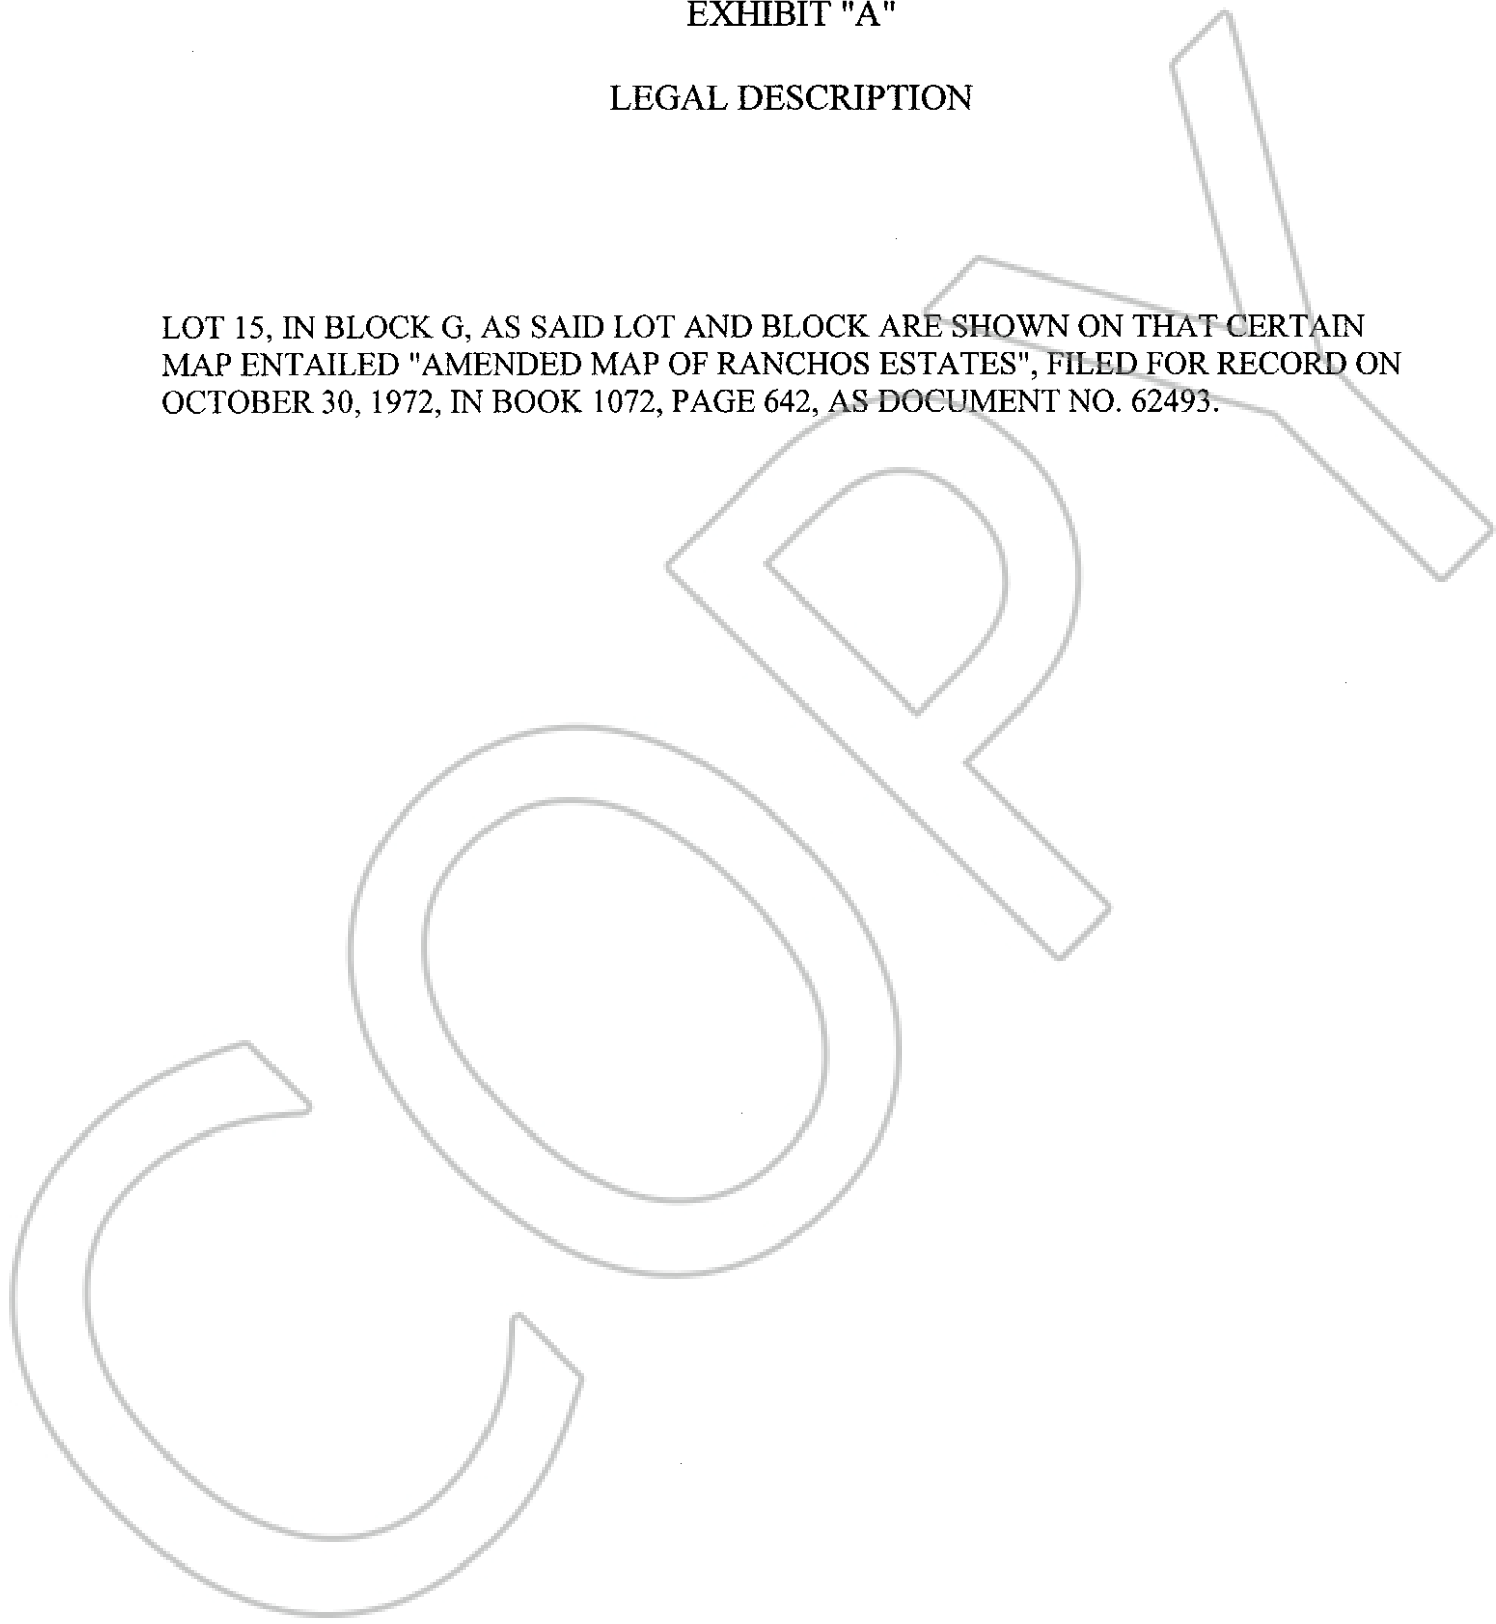 EXHIBIT "A"
LEGAL DESCRIPTION
LOT 15, IN BLOCK G, AS SAID LOT AND BLOCK ARE SHOWN ON THAT CERTAIN
MAP ENTAILED "AMENDED MAP OF RANCHOS ESTATES", FILED FOR RECORD ON
OCTOBER 30, 1972, IN BOOK 1072, PAGE 642, AS DOCUMENT NO. 62493.
COPY